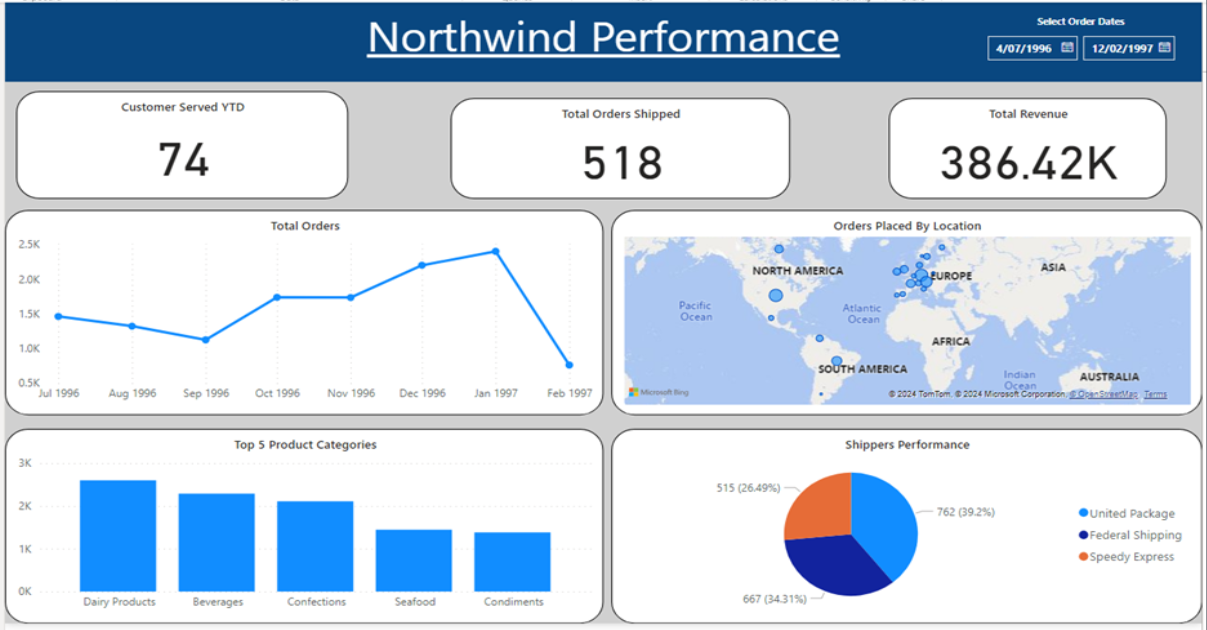 Northwind Performance
Select Order Dates
4/07/1996
12/02/1997
Customer Served YTD
74
Total Orders Shipped
518
Total Revenue
386.42K
Total Orders
2.5K
2.0K
1.5K
1.0K
0.5K
Jul 1996
Aug 1996
Sep 1996
Oct 1996
Nov 1996
Dec 1996
Jan 1997
Feb 1997
Orders Placed By Location
NORTH AMERICA
EUROPE
ASIA
Pacific
Ocean
Atlantic
Ocean
AFRICA
SOUTH AMERICA
Indian
Ocean
AUSTRALIA
Microsoft Bing
© 2024 TomTom, © 2024 Microsoft Corporation, © OpenStreetMap Terms
Top 5 Product Categories
3K
2K
1K
0K
Dairy Products
Beverages
Confections
Seafood
Condiments
Shippers Performance
515 (26.49%)
762 (39.2%)
667 (34.31%)
United Package
Federal Shipping
Speedy Express